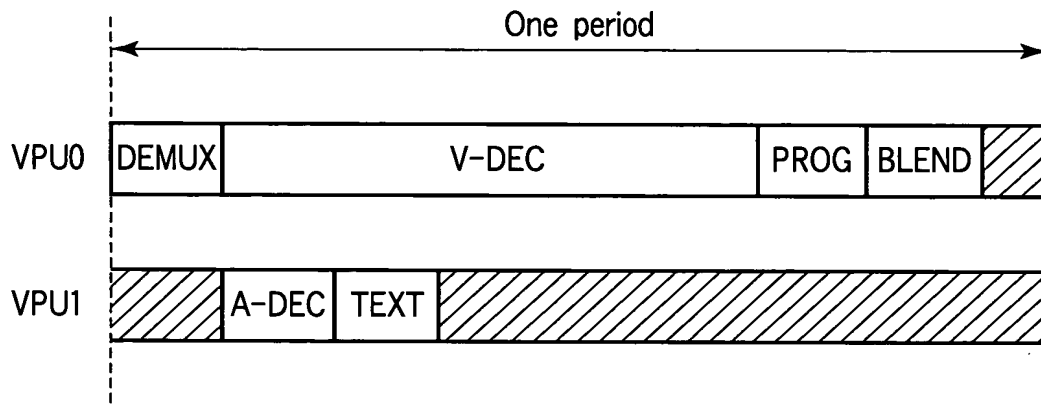 One period
VPU0 DEMUX V-DEC PROG BLEND
VPU1 A-DEC TEXT